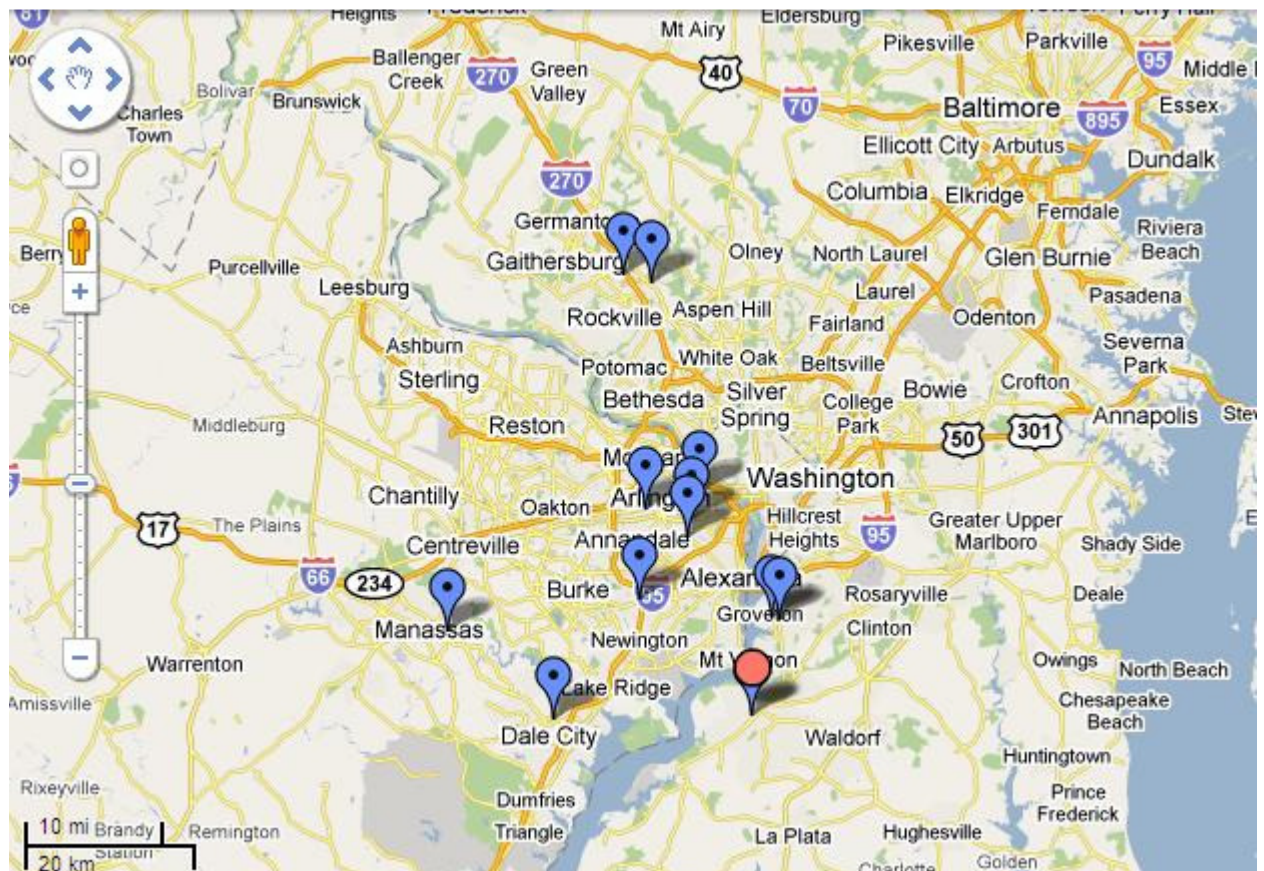 81
Heights
Mt Airy
Eldersburg
Pikesville
Parkville
95
Middle
Ballenger
Creek
270
Green
Valley
40
70
Bolivar
Brunswick
Charles
Town
Baltimore
895
Essex
Ellicott City
Arbutus
Dundalk
270
Columbia
Elkridge
Ferndale
Riviera
Beach
Olney
North Laurel
Glen Burnie
Purcellville
Gaithersburg
Leesburg
Laurel
Pasadena
Rockville
Aspen Hill
Fairland
Odenton
Severna
Park
Ashburn
Sterling
Potomac
White Oak
Beltsville
Bethesda
Silver
Spring
College
Park
Bowie
Crofton
Annapolis
Middleburg
Reston
50
301
Washington
Chantilly
Oakton
17
The Plains
Centreville
Hillcrest
Heights
95
Greater Upper
Marlboro
Shady Side
66
234
Burke
95
Rosaryville
Deale
Manassas
Newington
Clinton
Warrenton
Owings
North Beach
Lake Ridge
Amissville
Chesapeake
Beach
Dale City
Waldorf
Huntingtown
Rixeyville
Dumfries
Triangle
Prince
Frederick
10 mi
Brandy
Station
Remington
La Plata
Hughesville
20 km
Charlotte
Golden